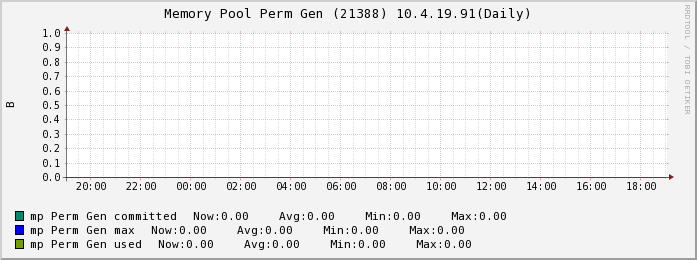 Memory Pool Perm Gen (21388) 10.4.19.91(Daily)
RRDTOOL / TOBI OETIKER
B
1.0
0.9
0.8
0.7
0.6
0.5
0.4
0.3
0.2
0.1
0.0
20:00 22:00 00:00 02:00 04:00 06:00 08:00 10:00 12:00 14:00 16:00 18:00
mp Perm Gen committed Now:0.00 Avg:0.00 Min:0.00 Max:0.00
mp Perm Gen max Now:0.00 Avg:0.00 Min:0.00 Max:0.00
mp Perm Gen used Now:0.00 Avg:0.00 Min:0.00 Max:0.00